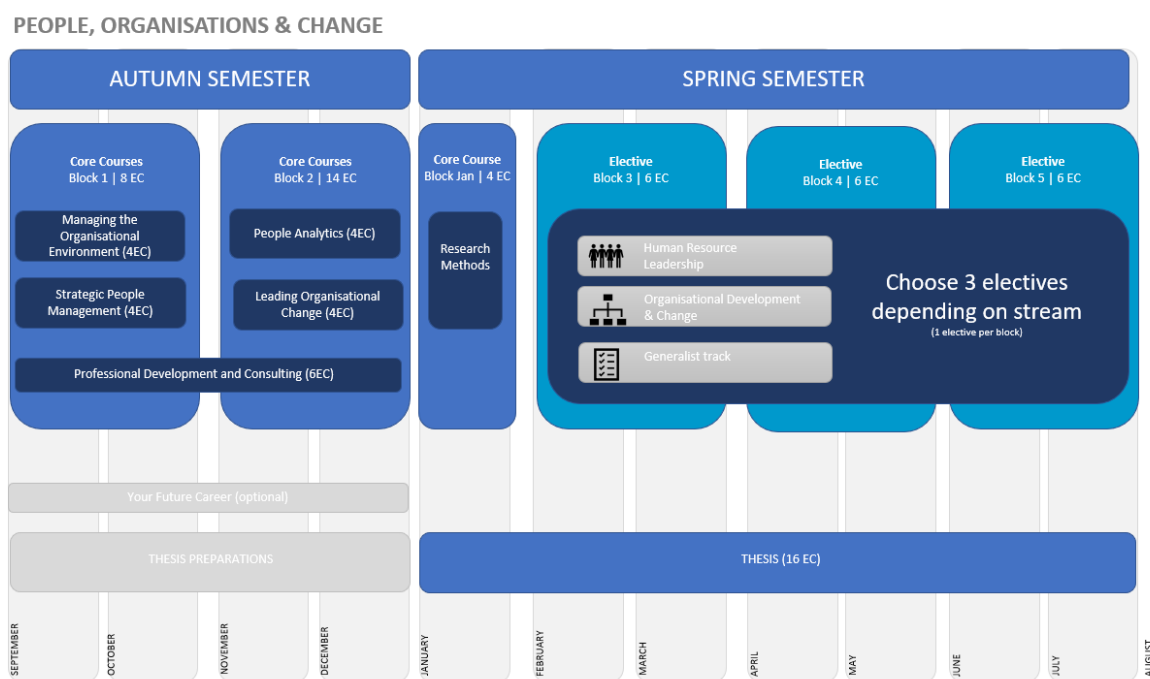 PEOPLE, ORGANISATIONS & CHANGE
AUTUMN SEMESTER
SPRING SEMESTER
Core Courses
Block 1 | 8 EC
Managing the
Organisational
Environment (4EC)
Strategic People
Management (4EC)
Core Courses
Block 2 | 14 EC
People Analytics (4EC)
Leading Organisational
Change (4EC)
Professional Development and Consulting (6EC)
Core Course
Block Jan | 4 EC
Research
Methods
Elective
Block 3 | 6 EC
Elective
Block 4 | 6 EC
Elective
Block 5 | 6 EC
Human Resource
Leadership
Organisational Development
& Change
Generalist track
Choose 3 electives
depending on stream
(1 elective per block)
Your Future Career (optional)
THESIS PREPARATIONS
THESIS (16 EC)
SEPTEMBER
OCTOBER
NOVEMBER
DECEMBER
JANUARY
FEBRUARY
MARCH
APRIL
MAY
JUNE
JULY
AUGUST